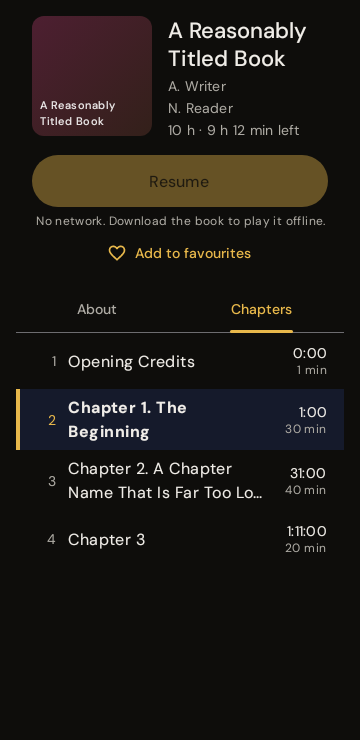 A Reasonably
Titled Book
A Reasonably
Titled Book
A. Writer
N. Reader
10 h · 9 h 12 min left
Resume
No network. Download the book to play it offline.
Add to favourites
About
Chapters
1 Opening Credits 0:00
1 min
2 Chapter 1. The
Beginning 1:00
30 min
3 Chapter 2. A Chapter
Name That Is Far Too Lo… 31:00
40 min
4 Chapter 3 1:11:00
20 min